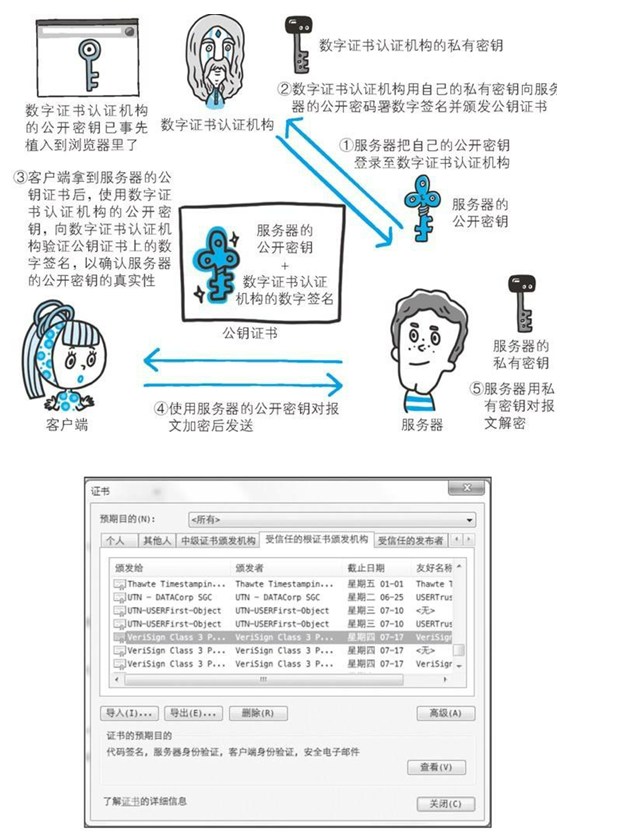 数字证书认证机构的私有密钥
②数字证书认证机构用自己的私有密钥向服务
器的公开密码署数字签名并颁发公钥证书
数字证书认证机构
的公开密钥已事先
植入到浏览器里了
数字证书认证机构
①服务器把自己的公开密钥
登录至数字证书认证机构
服务器的
公开密钥
③客户端拿到服务器的公
钥证书后，使用数字证
书认证机构的公开密
钥，向数字证书认证机
构验证公钥证书上的数
字签名，以确认服务器
的公开密钥的真实性
服务器的
公开密钥
+
数字证书认证
机构的数字签名
公钥证书
服务器的
私有密钥
④使用服务器的公开密钥对报
文加密后发送
⑤服务器用私
有密钥对报
文解密
客户端
服务器
证书
预期目的(N)： <所有>
个人 其他人 中级证书颁发机构 受信任的根证书颁发机构 受信任的发布者
颁发给 颁发者 截止日期 友好名称
Thawte Timestampin... Thawte Timestampin... 星期五 01-01 Thawte T
UTN - DATACorp SGC UTN - DATACorp SGC 星期二 06-25 USERTrus
UTN-USERFirst-Object UTN-USERFirst-Object 星期三 07-10 <无>
UTN-USERFirst-Object UTN-USERFirst-Object 星期三 07-10 USERTrus
VeriSign Class 3 P... VeriSign Class 3 P... 星期四 07-17 VeriSign
VeriSign Class 3 P... VeriSign Class 3 P... 星期四 07-17 <无>
VeriSign Class 3 P... VeriSign Class 3 P... 星期四 07-17 VeriSig
导入(I)... 导出(E)... 删除(R) 高级(A)
证书的预期目的
代码签名，服务器身份验证，客户端身份验证，安全电子邮件
查看(V)
了解证书的详细信息
关闭(C)